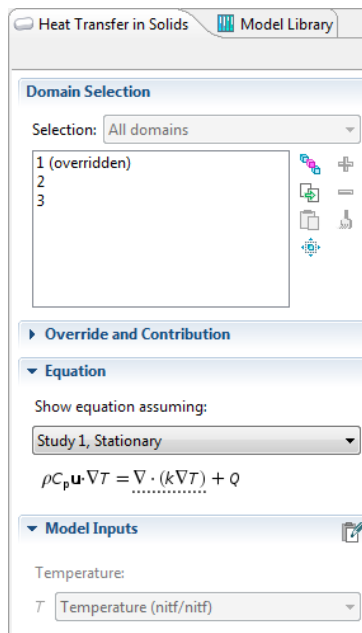 Heat Transfer in Solids Model Library
Domain Selection
Selection: All domains
1 (overridden)
2
3
Override and Contribution
Equation
Show equation assuming:
Study 1, Stationary
ρCₚu·∇T = ∇ · (k∇T) + Q
Model Inputs
Temperature:
T Temperature (nitf/nitf)